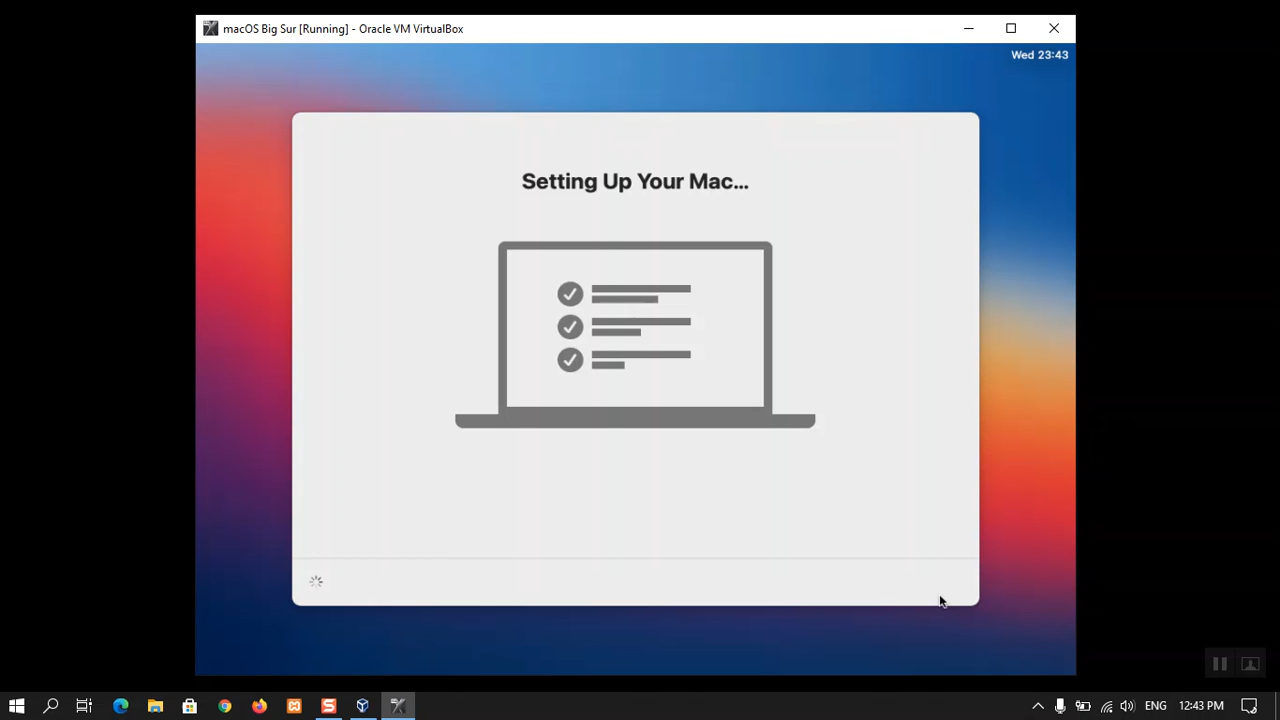 macOS Big Sur [Running] - Oracle VM VirtualBox
Wed 23:43
Setting Up Your Mac...
ENG
12:43 PM